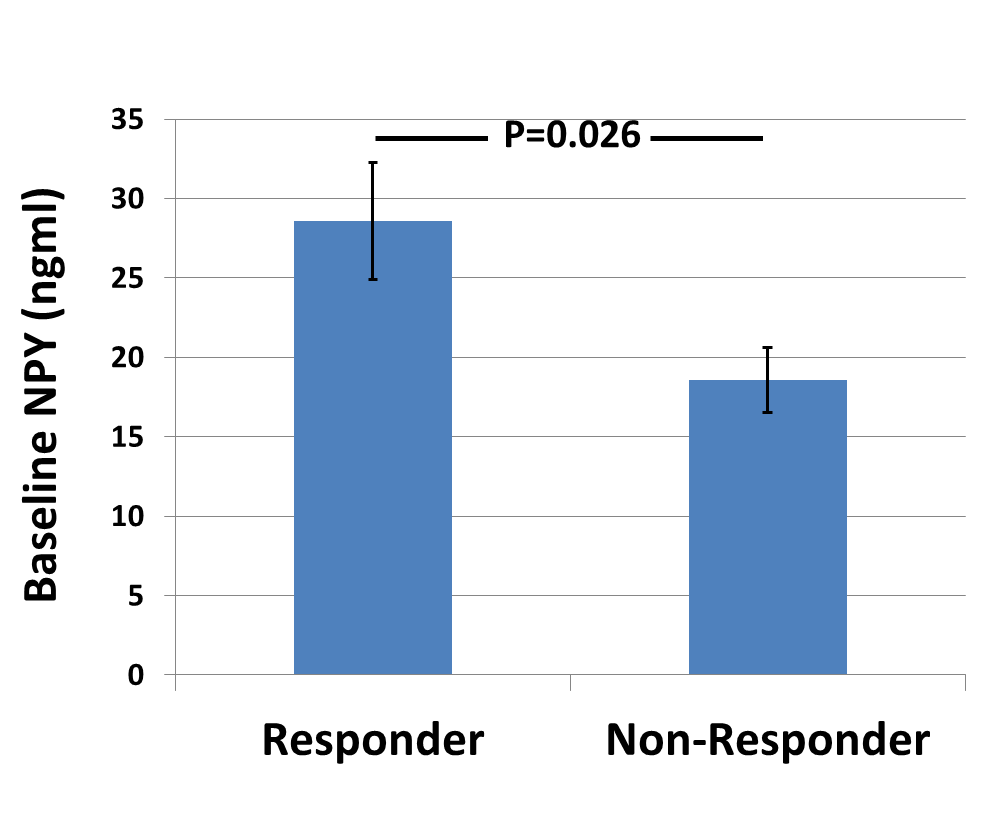 Baseline NPY (ngml)
35
30
25
20
15
10
5
0
P=0.026
Responder
Non-Responder